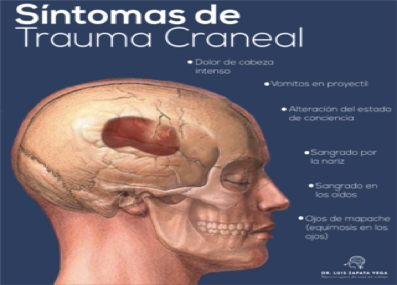 Síntomas de
Trauma Craneal
Dolor de cabeza
intenso
Vomitos en proyectil
Alteración del estado
de conciencia
Sangrado por
la nariz
Sangrado en
los oídos
Ojos de mapache
(equimosis en los
ojos)
DR. LUIS ZAPATA VEGA